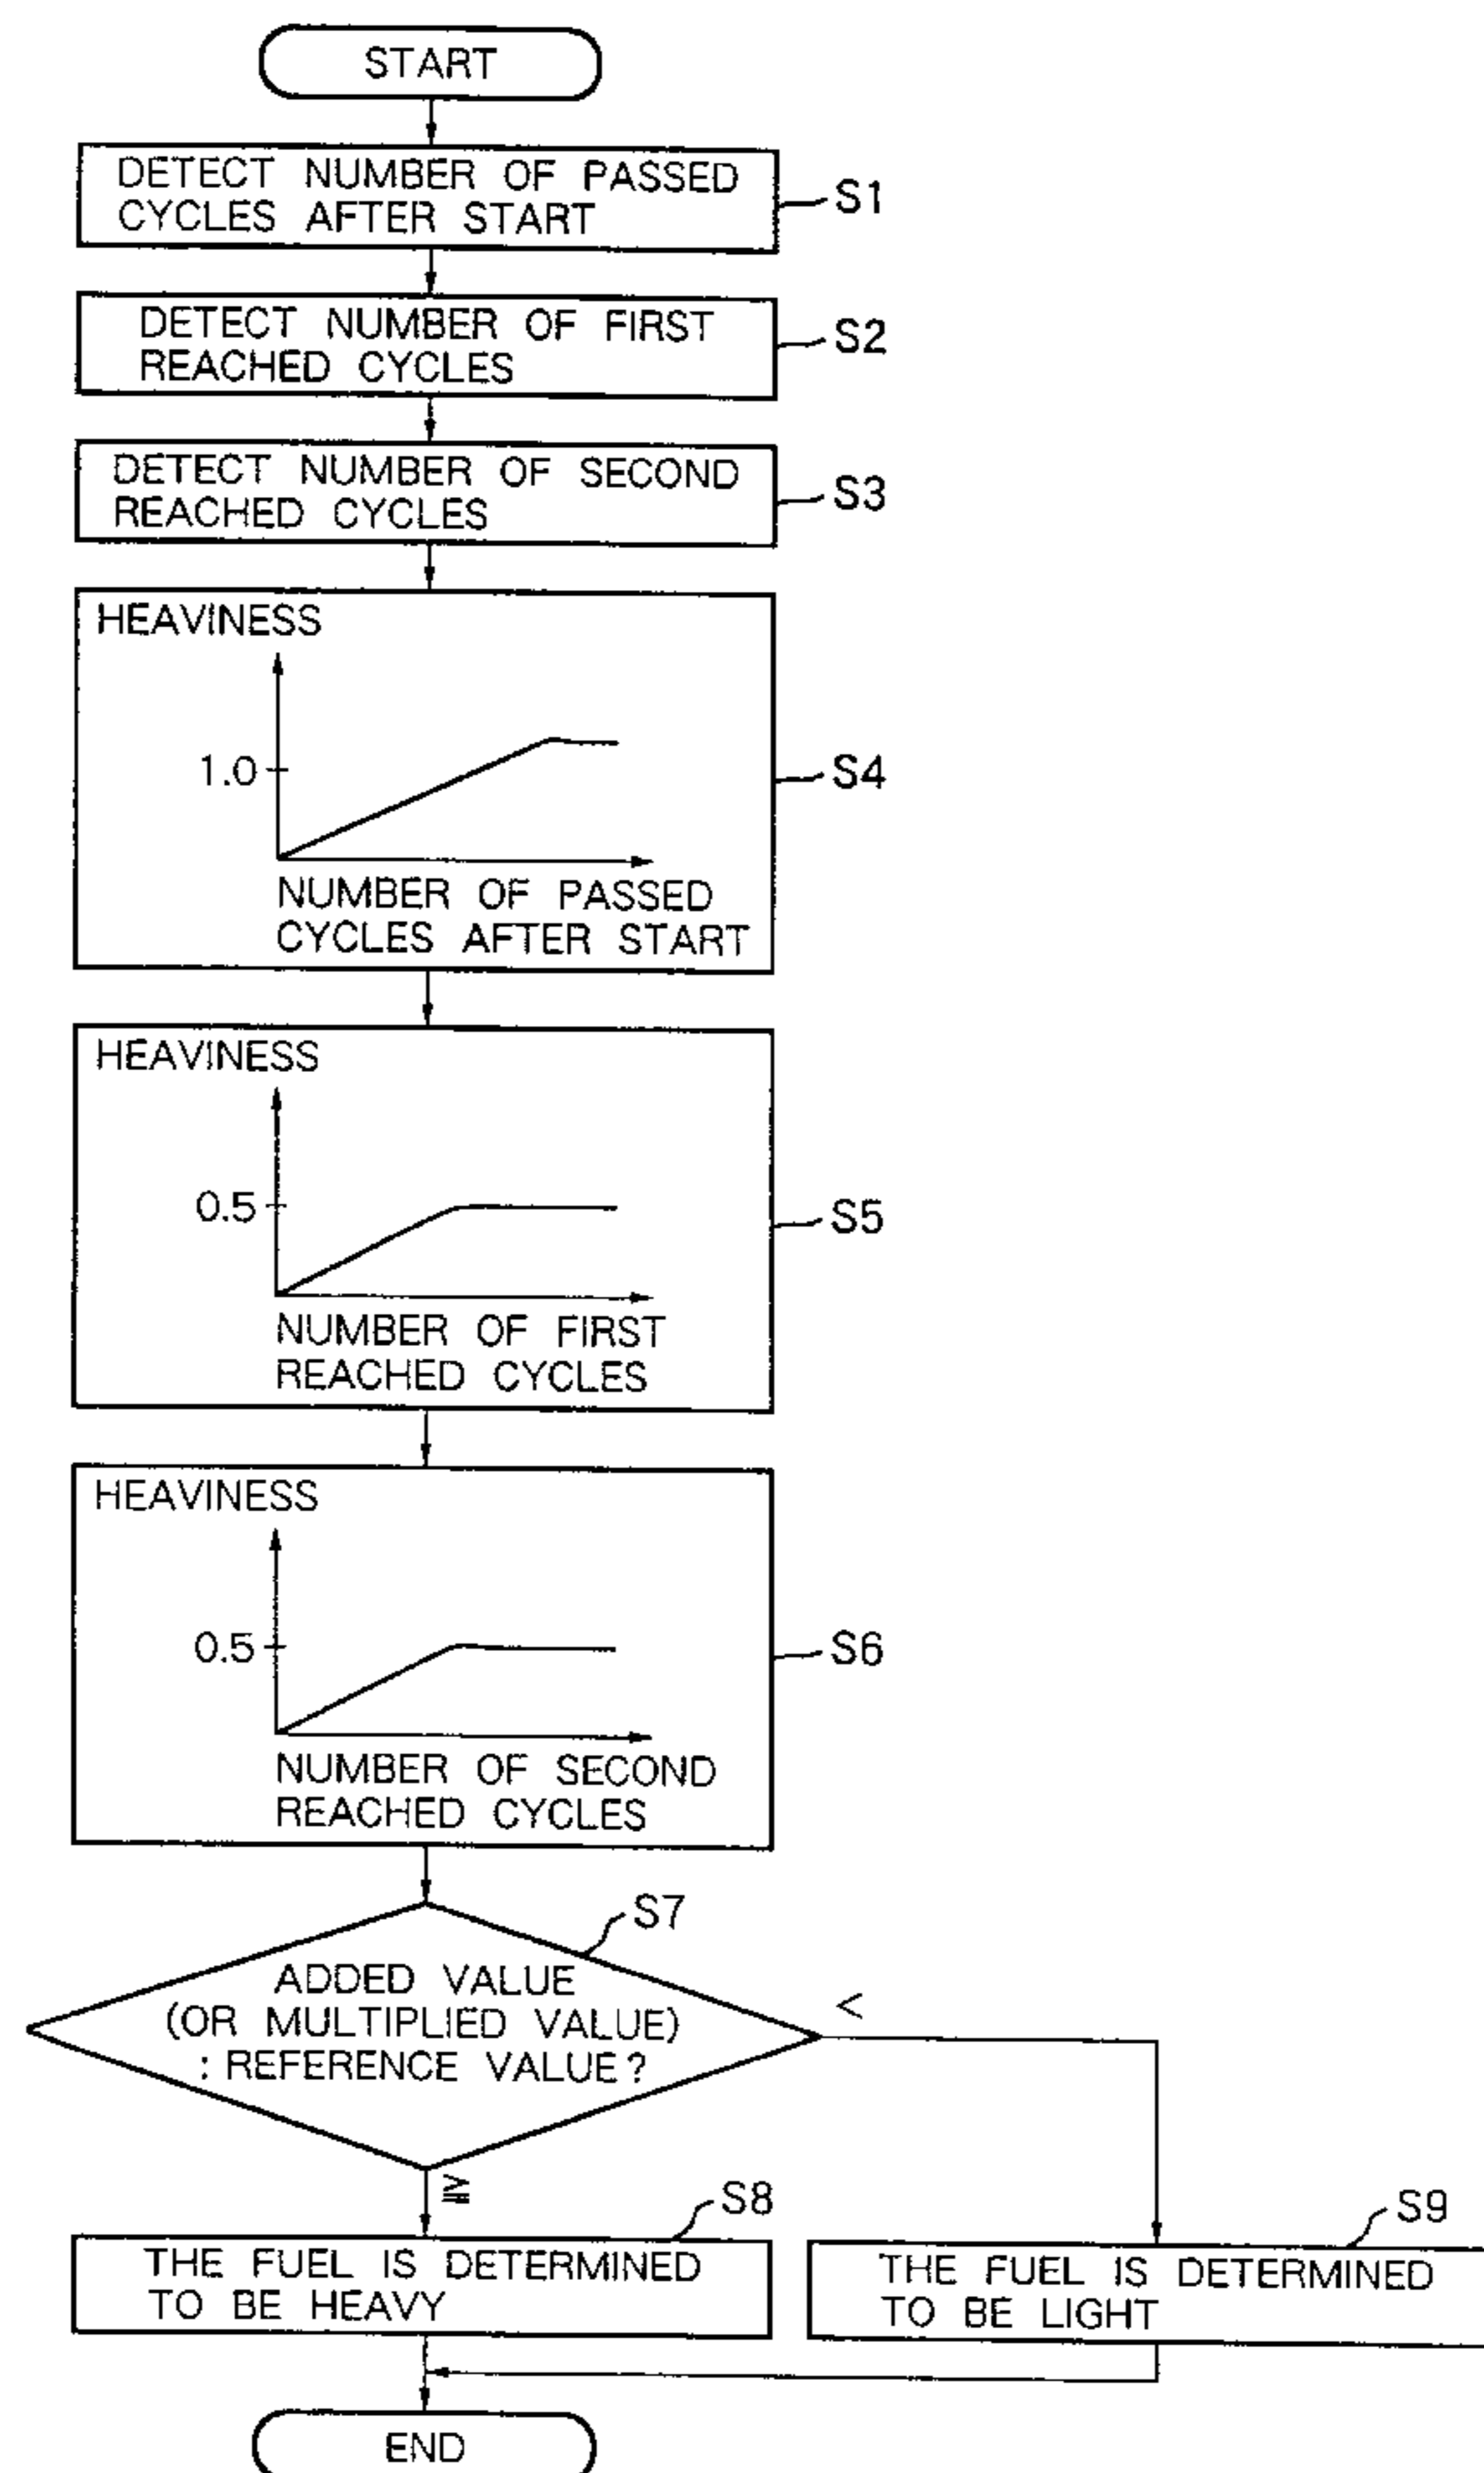 START
DETECT NUMBER OF PASSED
CYCLES AFTER START
S1
DETECT NUMBER OF FIRST
REACHED CYCLES
S2
DETECT NUMBER OF SECOND
REACHED CYCLES
S3
HEAVINESS
1.0
NUMBER OF PASSED
CYCLES AFTER START
S4
HEAVINESS
0.5
NUMBER OF FIRST
REACHED CYCLES
S5
HEAVINESS
0.5
NUMBER OF SECOND
REACHED CYCLES
S6
S7
ADDED VALUE
(OR MULTIPLIED VALUE)
: REFERENCE VALUE?
<
≧
S8
THE FUEL IS DETERMINED
TO BE HEAVY
S9
THE FUEL IS DETERMINED
TO BE LIGHT
END